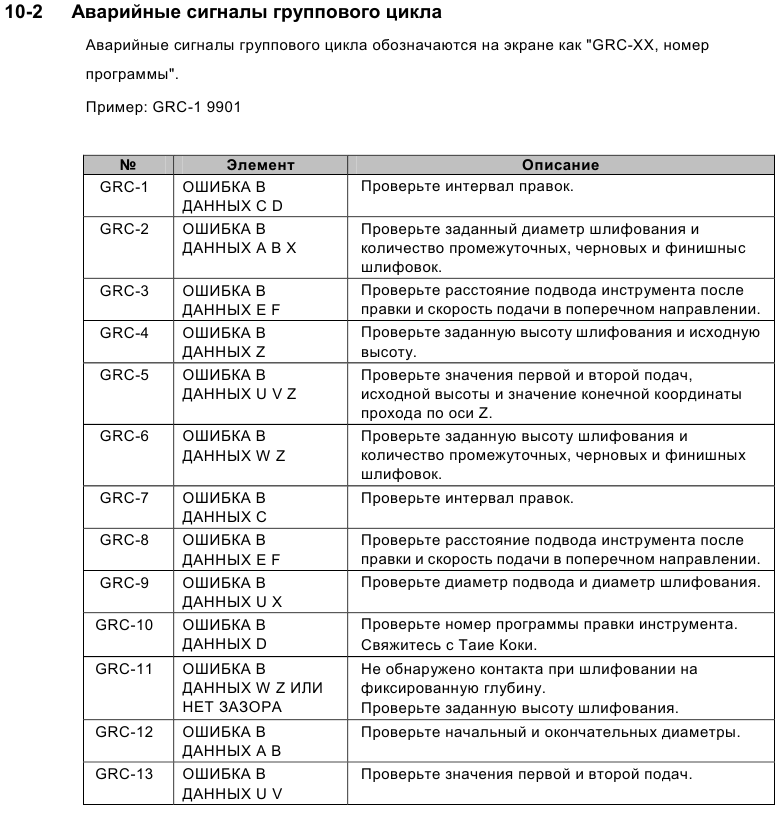 10-2 Аварийные сигналы группового цикла
Аварийные сигналы группового цикла обозначаются на экране как "GRC-XX, номер
программы".
Пример: GRC-1 9901
№ Элемент Описание
GRC-1 ОШИБКА В Проверьте интервал правок.
ДАННЫХ C D
GRC-2 ОШИБКА В Проверьте заданный диаметр шлифования и
ДАННЫХ A B X количество промежуточных, черновых и финишныс
шлифовок.
GRC-3 ОШИБКА В Проверьте расстояние подвода инструмента после
ДАННЫХ E F правки и скорость подачи в поперечном направлении.
GRC-4 ОШИБКА В Проверьте заданную высоту шлифования и исходную
ДАННЫХ Z высоту.
GRC-5 ОШИБКА В Проверьте значения первой и второй подач,
ДАННЫХ U V Z исходной высоты и значение конечной координаты
прохода по оси Z.
GRC-6 ОШИБКА В Проверьте заданную высоту шлифования и
ДАННЫХ W Z количество промежуточных, черновых и финишных
шлифовок.
GRC-7 ОШИБКА В Проверьте интервал правок.
ДАННЫХ C
GRC-8 ОШИБКА В Проверьте расстояние подвода инструмента после
ДАННЫХ E F правки и скорость подачи в поперечном направлении.
GRC-9 ОШИБКА В Проверьте диаметр подвода и диаметр шлифования.
ДАННЫХ U X
GRC-10 ОШИБКА В Проверьте номер программы правки инструмента.
ДАННЫХ D Свяжитесь с Таие Коки.
GRC-11 ОШИБКА В Не обнаружено контакта при шлифовании на
ДАННЫХ W Z ИЛИ фиксированную глубину.
НЕТ ЗАЗОРА Проверьте заданную высоту шлифования.
GRC-12 ОШИБКА В Проверьте начальный и окончательных диаметры.
ДАННЫХ A B
GRC-13 ОШИБКА В Проверьте значения первой и второй подач.
ДАННЫХ U V